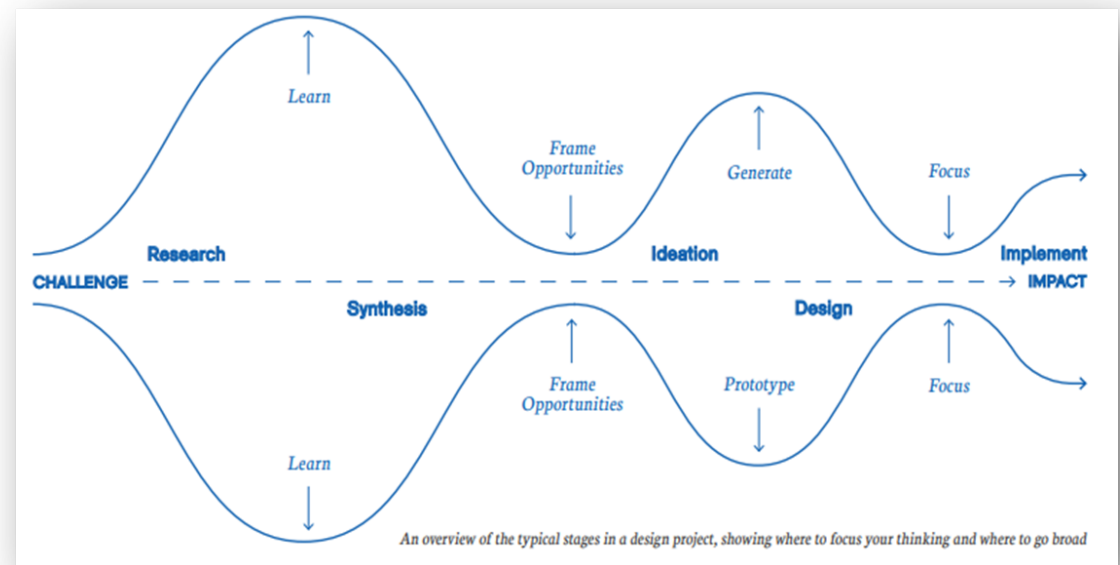 Learn
Frame
Opportunities
Generate
Focus
Research
Ideation
Implement
CHALLENGE
IMPACT
Synthesis
Design
Frame
Opportunities
Prototype
Focus
Learn
An overview of the typical stages in a design project, showing where to focus your thinking and where to go broad